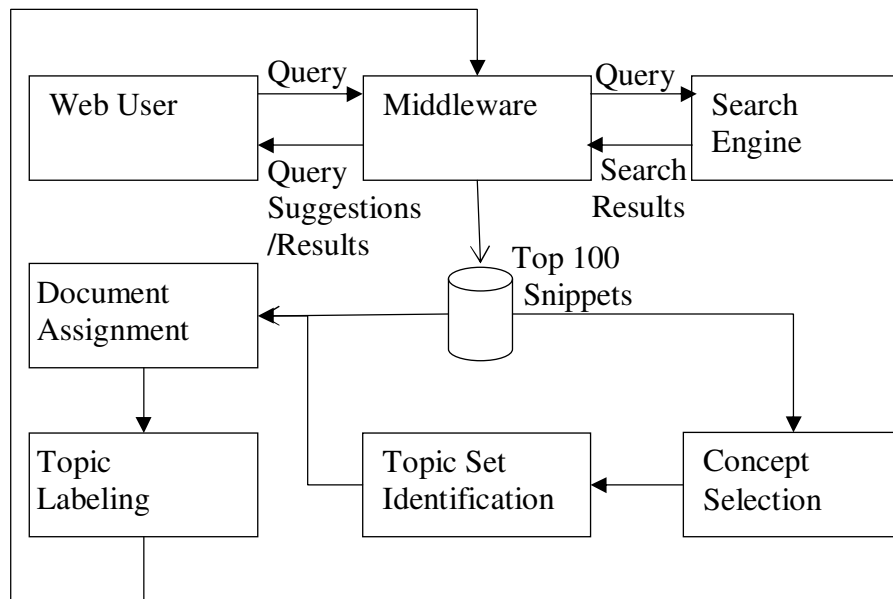 Query
Query
Web User
Middleware
Search
Engine
Query
Suggestions
/Results
Search
Results
Top 100
Snippets
Document
Assignment
Topic
Labeling
Topic Set
Identification
Concept
Selection